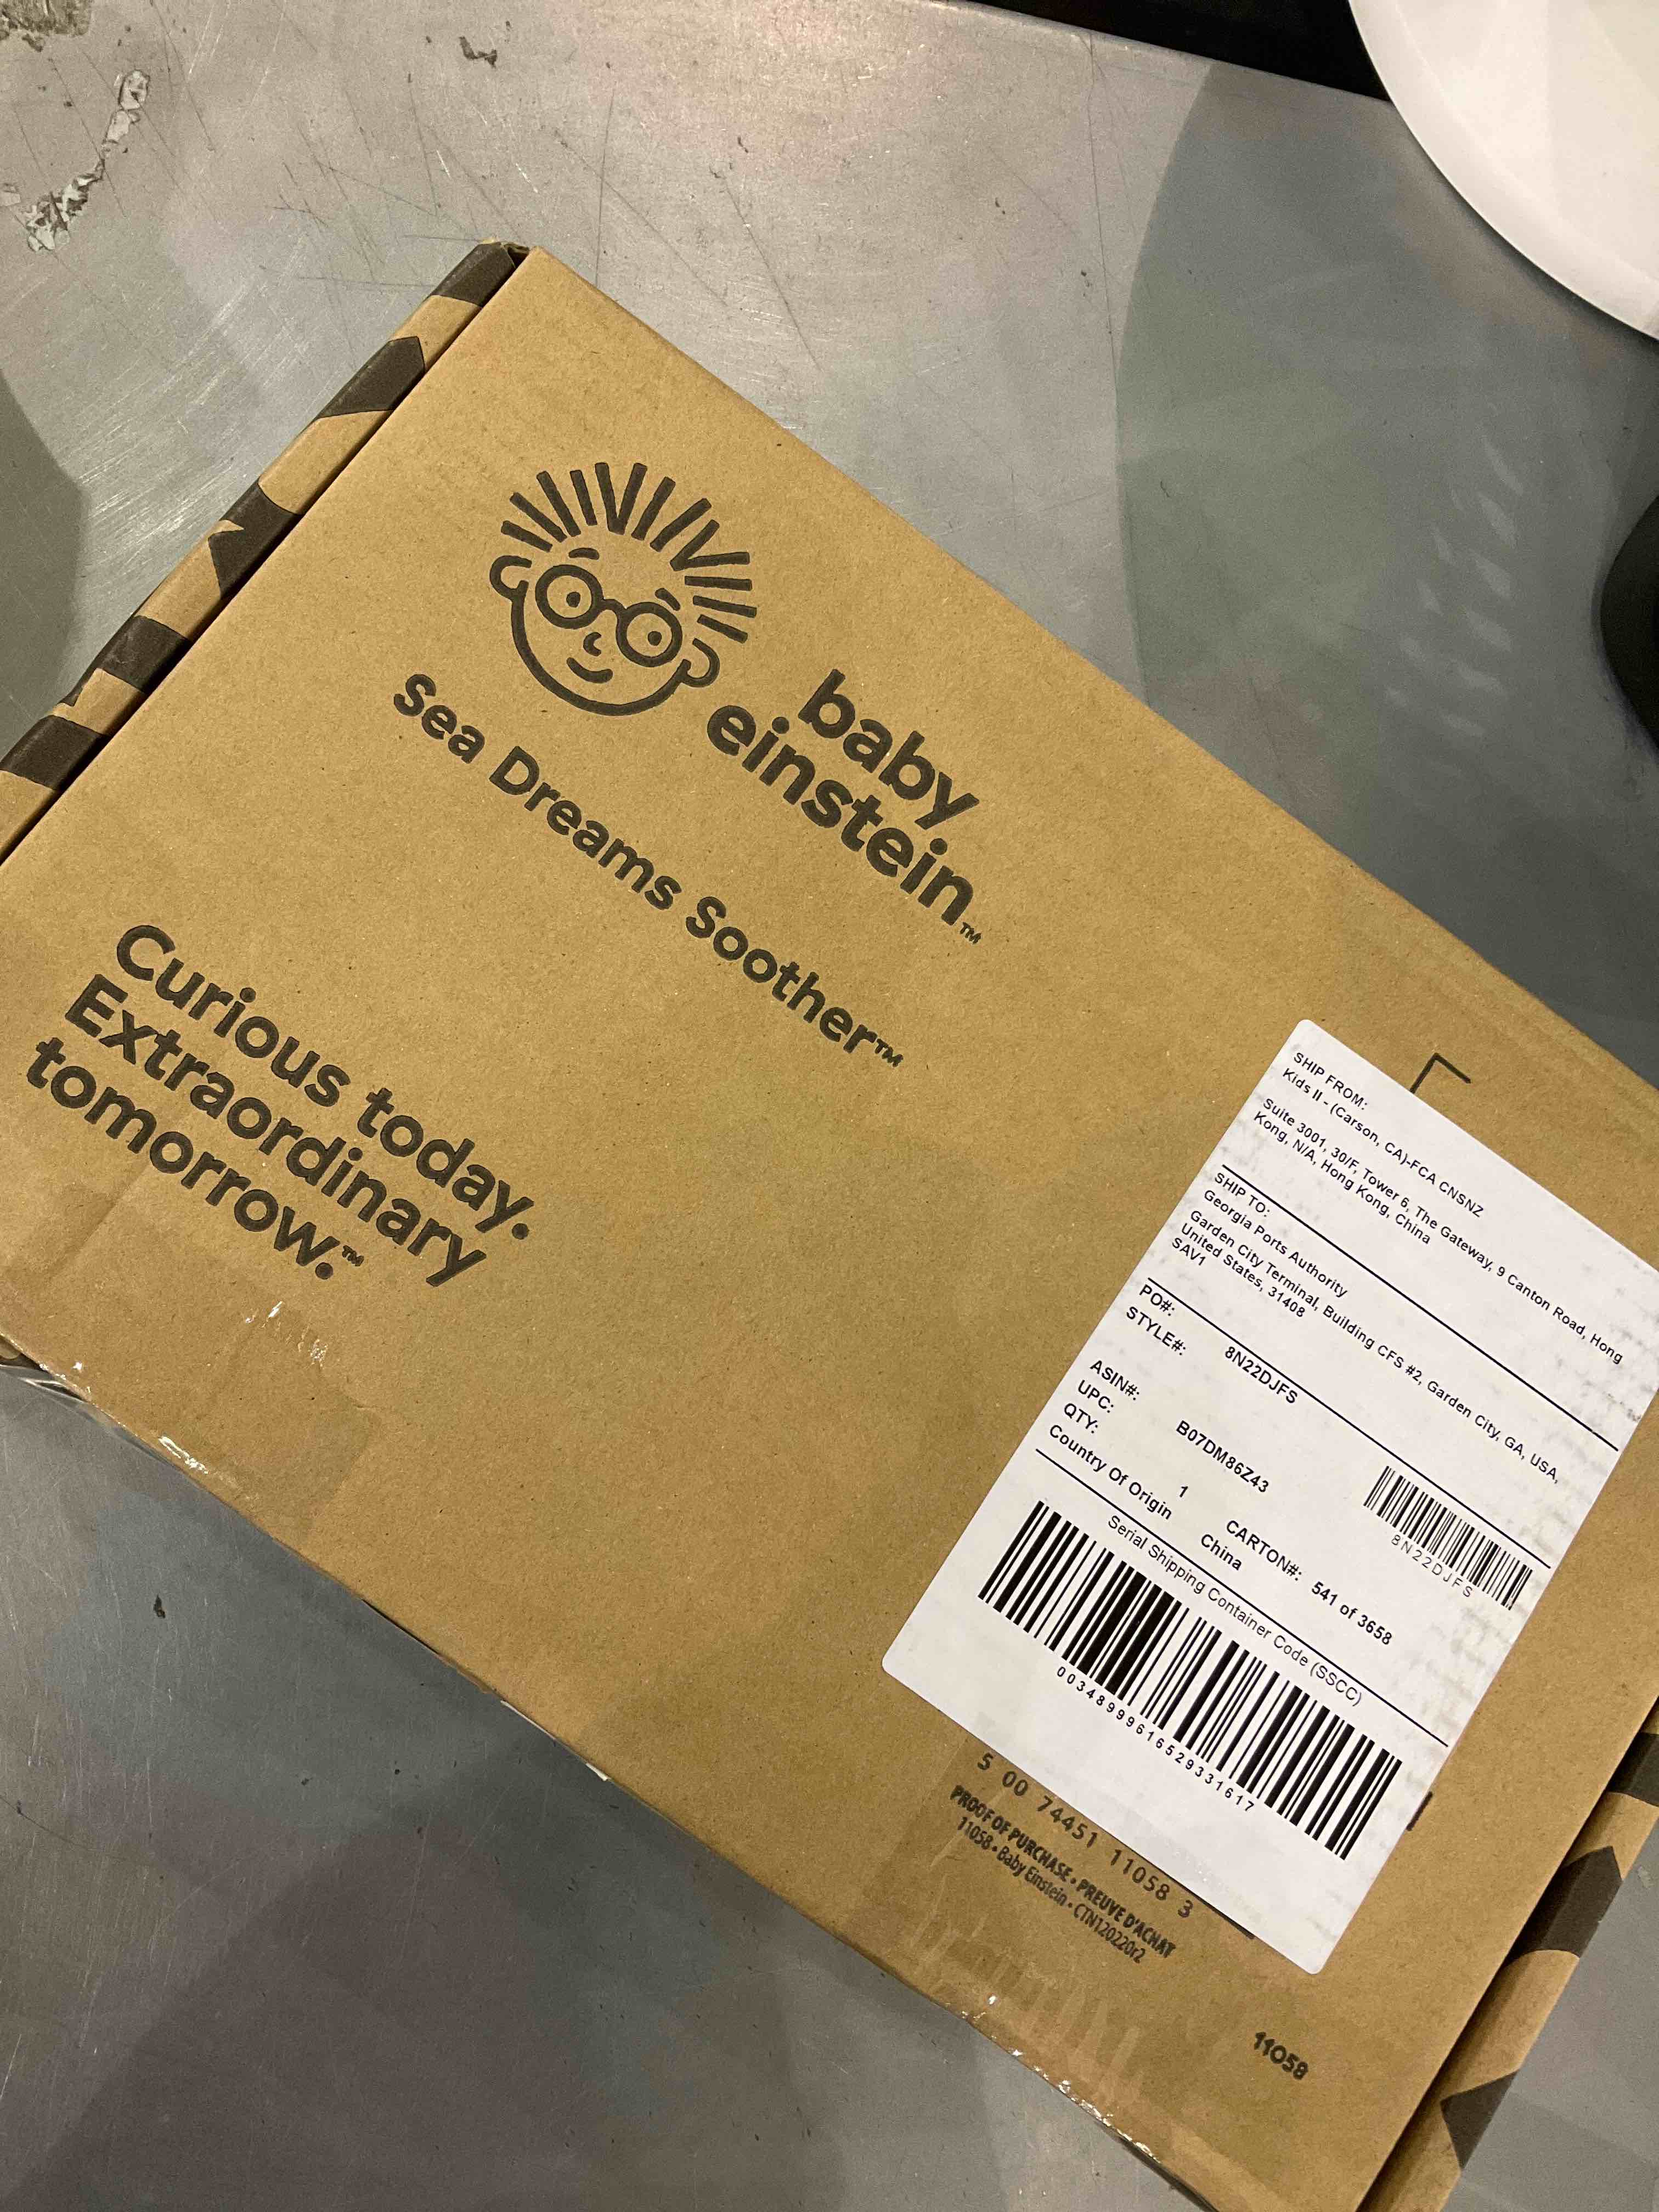 baby
einstein™
Sea Dreams Soother™
Curious today.
Extraordinary
tomorrow.™
SHIP FROM:
Kids II - (Carson, CA)-FCA CNSNZ
Suite 3001, 30/F, Tower 6, The Gateway, 9 Canton Road, Hong
Kong, N/A, Hong Kong, China
SHIP TO:
Georgia Ports Authority
Garden City Terminal, Building CFS #2, Garden City, GA, USA,
United States, 31408
SAV1
PO#: 8N22DJFS
STYLE#:
8N22DJFS
ASIN#: B07DM86Z43
UPC:
QTY: 1 CARTON#: 541 of 3658
Country Of Origin China
Serial Shipping Container Code (SSCC)
00348999616529331617
5 00 74451 11058 3
PROOF OF PURCHASE • PREUVE D'ACHAT
11058 • Baby Einstein • CTN120220r2
11058